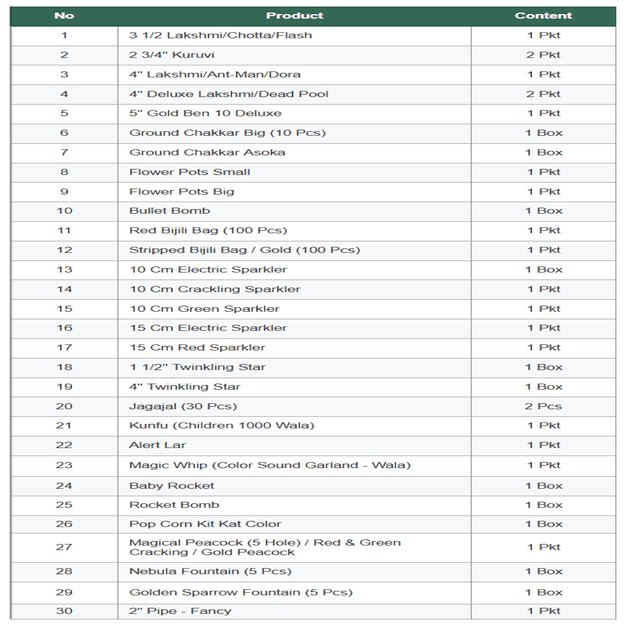 No Product Content
1 3 1/2 Lakshmi/Chotta/Flash 1 Pkt
2 2 3/4" Kuruvi 2 Pkt
3 4" Lakshmi/Ant-Man/Dora 1 Pkt
4 4" Deluxe Lakshmi/Dead Pool 2 Pkt
5 5" Gold Ben 10 Deluxe 1 Pkt
6 Ground Chakkar Big (10 Pcs) 1 Box
7 Ground Chakkar Asoka 1 Box
8 Flower Pots Small 1 Pkt
9 Flower Pots Big 1 Pkt
10 Bullet Bomb 1 Box
11 Red Bijili Bag (100 Pcs) 1 Pkt
12 Stripped Bijili Bag / Gold (100 Pcs) 1 Pkt
13 10 Cm Electric Sparkler 1 Box
14 10 Cm Crackling Sparkler 1 Pkt
15 10 Cm Green Sparkler 1 Pkt
16 15 Cm Electric Sparkler 1 Pkt
17 15 Cm Red Sparkler 1 Pkt
18 1 1/2" Twinkling Star 1 Box
19 4" Twinkling Star 1 Box
20 Jagajal (30 Pcs) 2 Pcs
21 Kunfu (Children 1000 Wala) 1 Pkt
22 Alert Lar 1 Pkt
23 Magic Whip (Color Sound Garland - Wala) 1 Pkt
24 Baby Rocket 1 Box
25 Rocket Bomb 1 Box
26 Pop Corn Kit Kat Color 1 Box
27 Magical Peacock (5 Hole) / Red & Green 1 Pkt
Cracking / Gold Peacock
28 Nebula Fountain (5 Pcs) 1 Box
29 Golden Sparrow Fountain (5 Pcs) 1 Box
30 2" Pipe - Fancy 1 Pkt